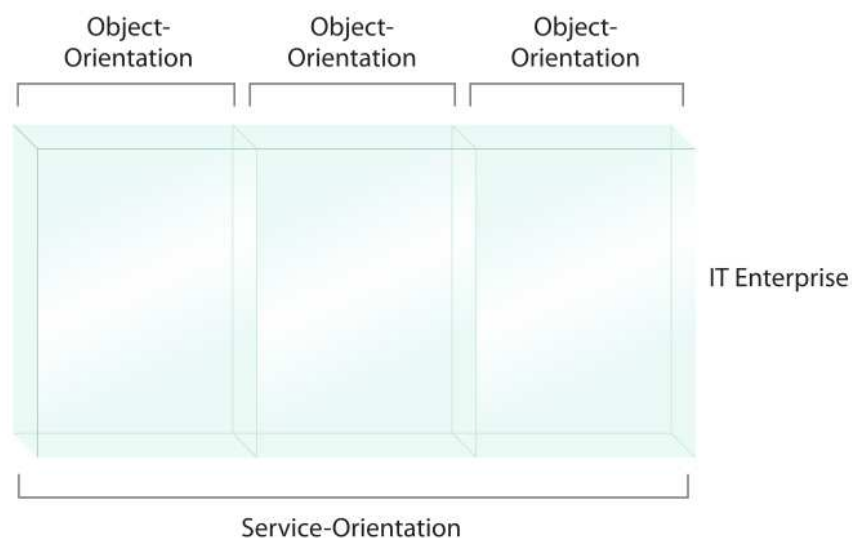 Object-
Orientation
Object-
Orientation
Object-
Orientation
IT Enterprise
Service-Orientation